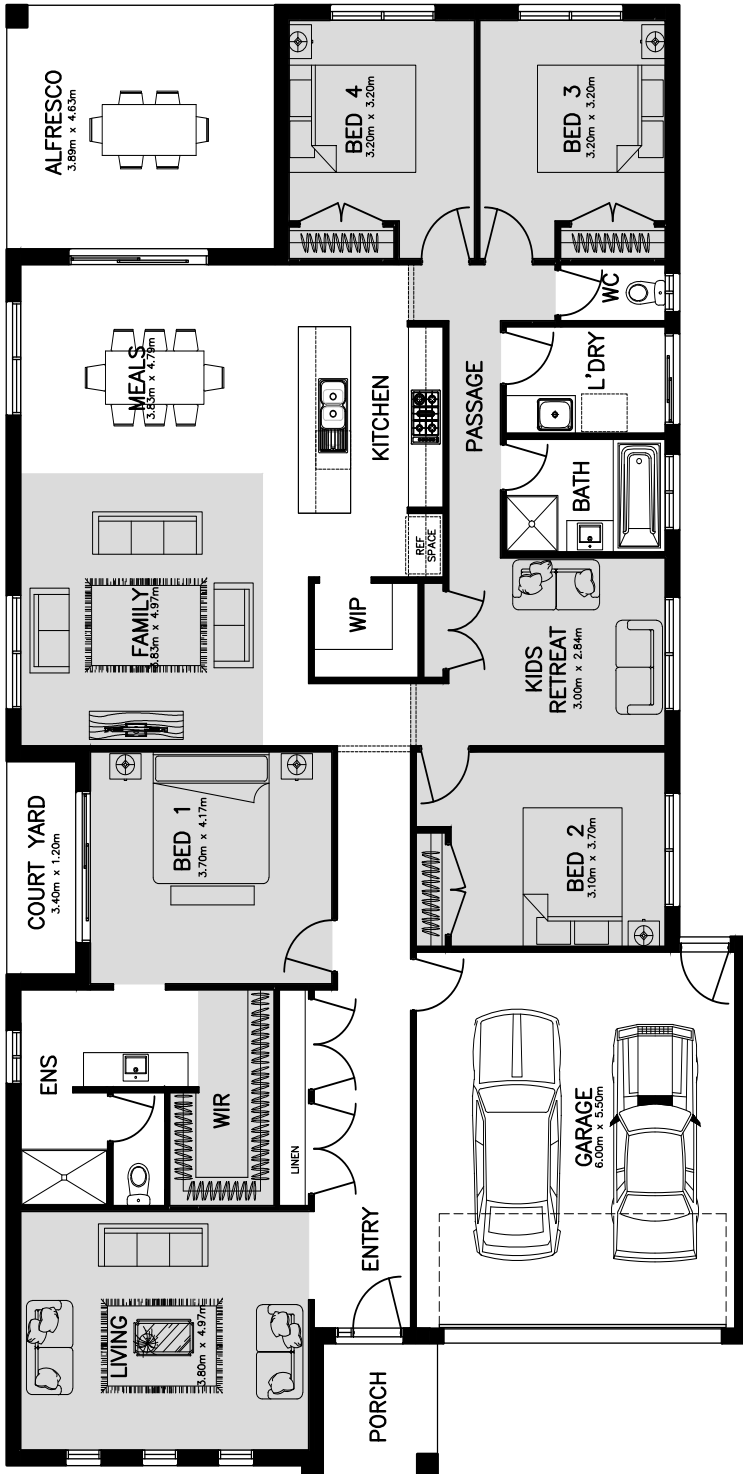 ALFRESCO
3.89m x 4.63m
BED 4
3.20m x 3.20m
BED 3
3.20m x 3.20m
WC
MEALS
3.83m x 4.79m
KITCHEN
PASSAGE
L'DRY
BATH
REF
SPACE
FAMILY
3.83m x 4.97m
WIP
KIDS
RETREAT
3.00m x 2.84m
COURT YARD
3.40m x 1.20m
BED 1
3.70m x 4.17m
BED 2
3.10m x 3.70m
ENS
WIR
LINEN
GARAGE
6.00m x 5.50m
ENTRY
LIVING
3.80m x 4.97m
PORCH